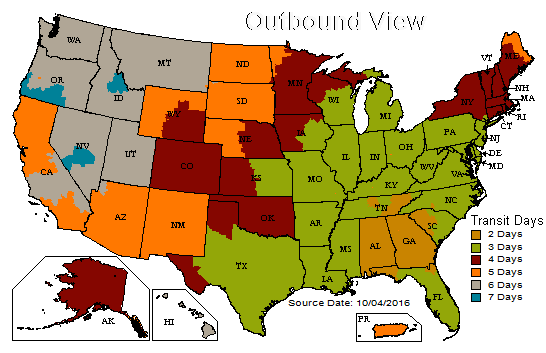 Outbound View
WA
MT
ND
MN
VT
ME
OR
ID
SD
WI
MI
NY
NH
MA
RI
CT
WY
NE
IA
PA
NJ
NV
UT
CO
KS
IL
IN
OH
WV
VA
DE
MD
CA
MO
KY
NC
AZ
NM
OK
AR
TN
SC
MS
AL
GA
TX
LA
FL
AK
HI
PR
Transit Days
2 Days
3 Days
4 Days
5 Days
6 Days
7 Days
Source Date: 10/04/2016